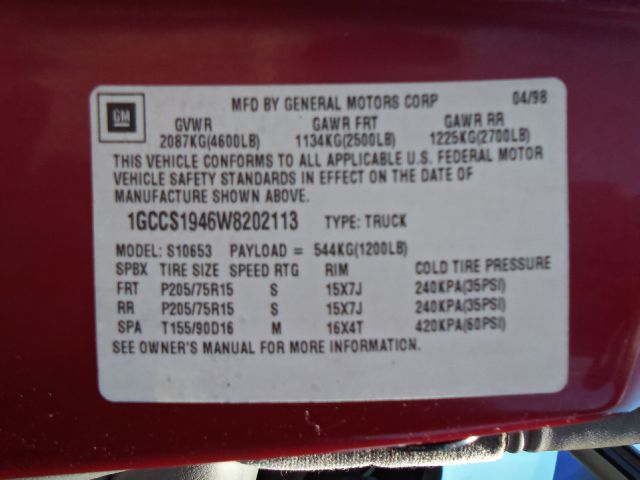 GM
MFD BY GENERAL MOTORS CORP 04/98
GVWR GAWR FRT GAWR RR
2087KG(4600LB) 1134KG(2500LB) 1225KG(2700LB)
THIS VEHICLE CONFORMS TO ALL APPLICABLE U.S. FEDERAL MOTOR
VEHICLE SAFETY STANDARDS IN EFFECT ON THE DATE OF
MANUFACTURE SHOWN ABOVE.
1GCCS1946W8202113 TYPE: TRUCK
MODEL: S10653 PAYLOAD = 544KG(1200LB)
SPBX TIRE SIZE SPEED RTG RIM COLD TIRE PRESSURE
FRT P205/75R15 S 15X7J 240KPA(35PSI)
RR P205/75R15 S 15X7J 240KPA(35PSI)
SPA T155/90D16 M 16X4T 420KPA(60PSI)
SEE OWNER'S MANUAL FOR MORE INFORMATION.